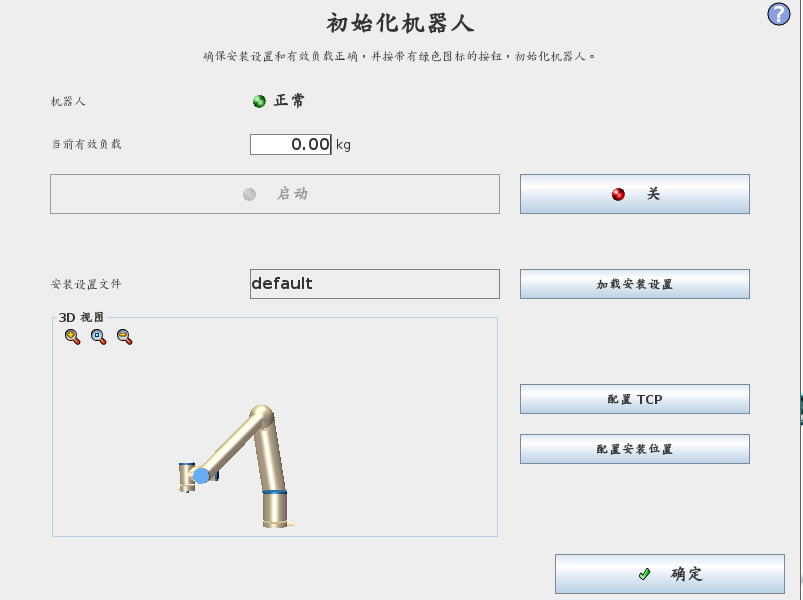 初始化机器人
?
确保安装设置和有效负载正确，并按带有绿色图标的按钮，初始化机器人。
机器人 正常
当前有效负载 0.00 kg
启动 关
安装设置文件 default 加载安装设置
3D 视图
配置 TCP
配置安装位置
确定